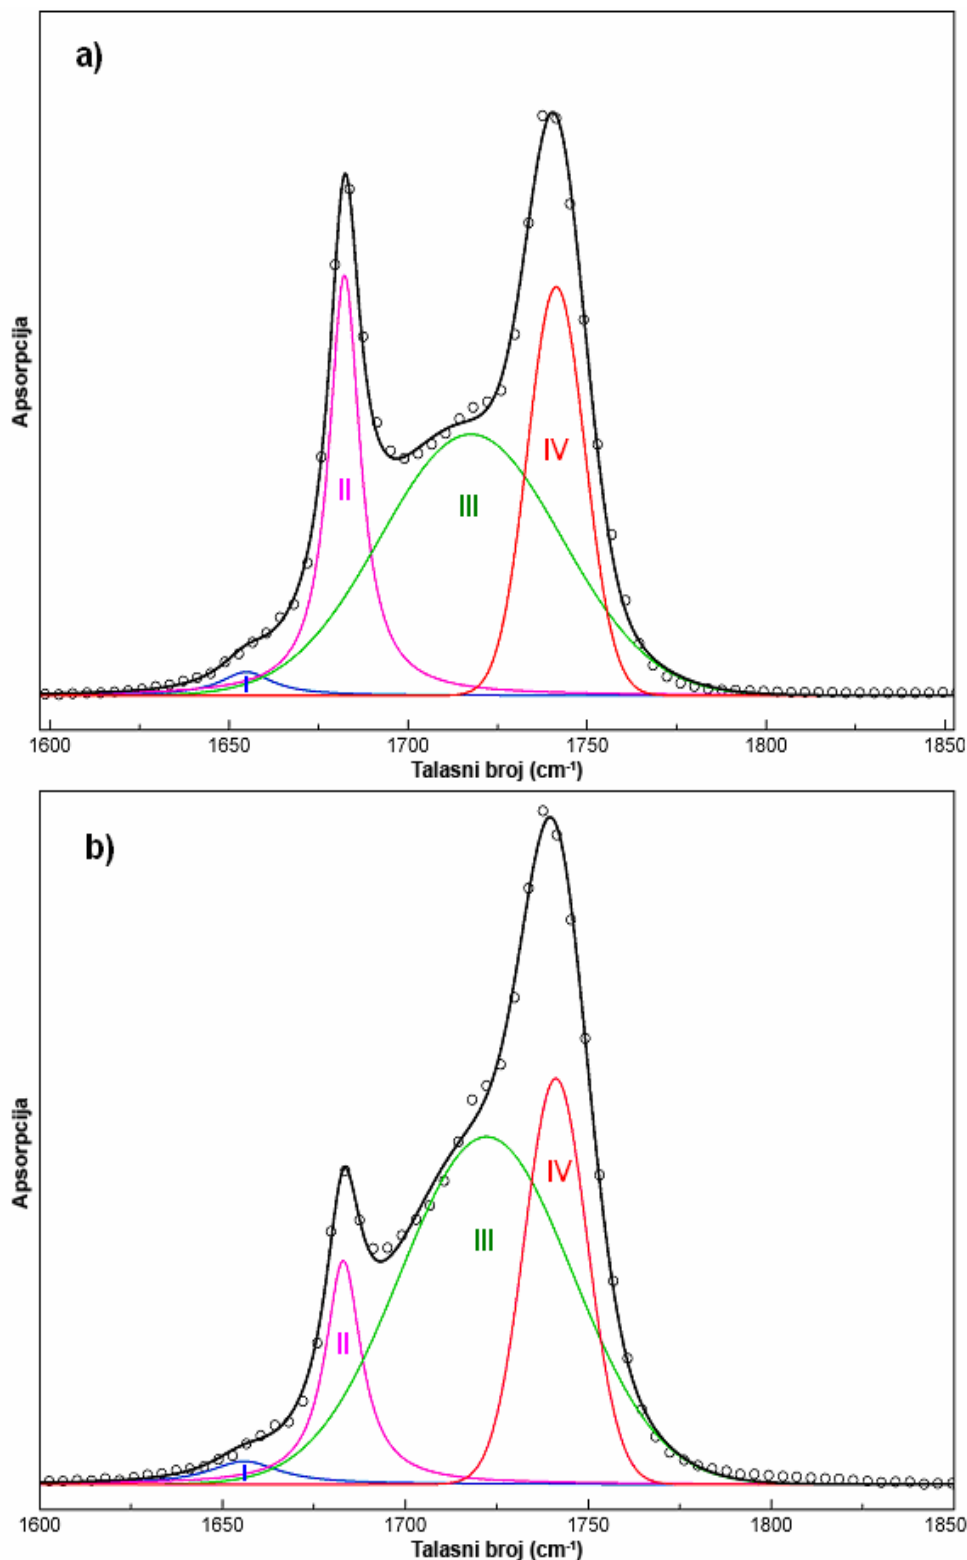 a)
Apsorpcija
II
III
IV
I
1600 1650 1700 1750 1800 1850
Talasni broj (cm⁻¹)
b)
Apsorpcija
II
III
IV
I
1600 1650 1700 1750 1800 1850
Talasni broj (cm⁻¹)